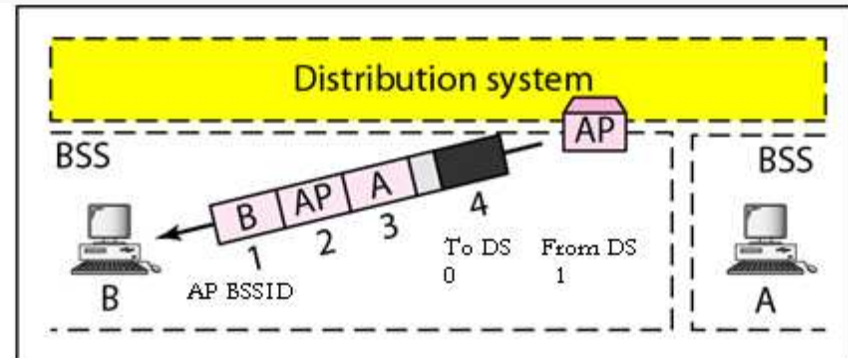 Distribution system
AP
BSS
BSS
B AP A
1 2 3 4
To DS From DS
0 1
AP BSSID
B
A